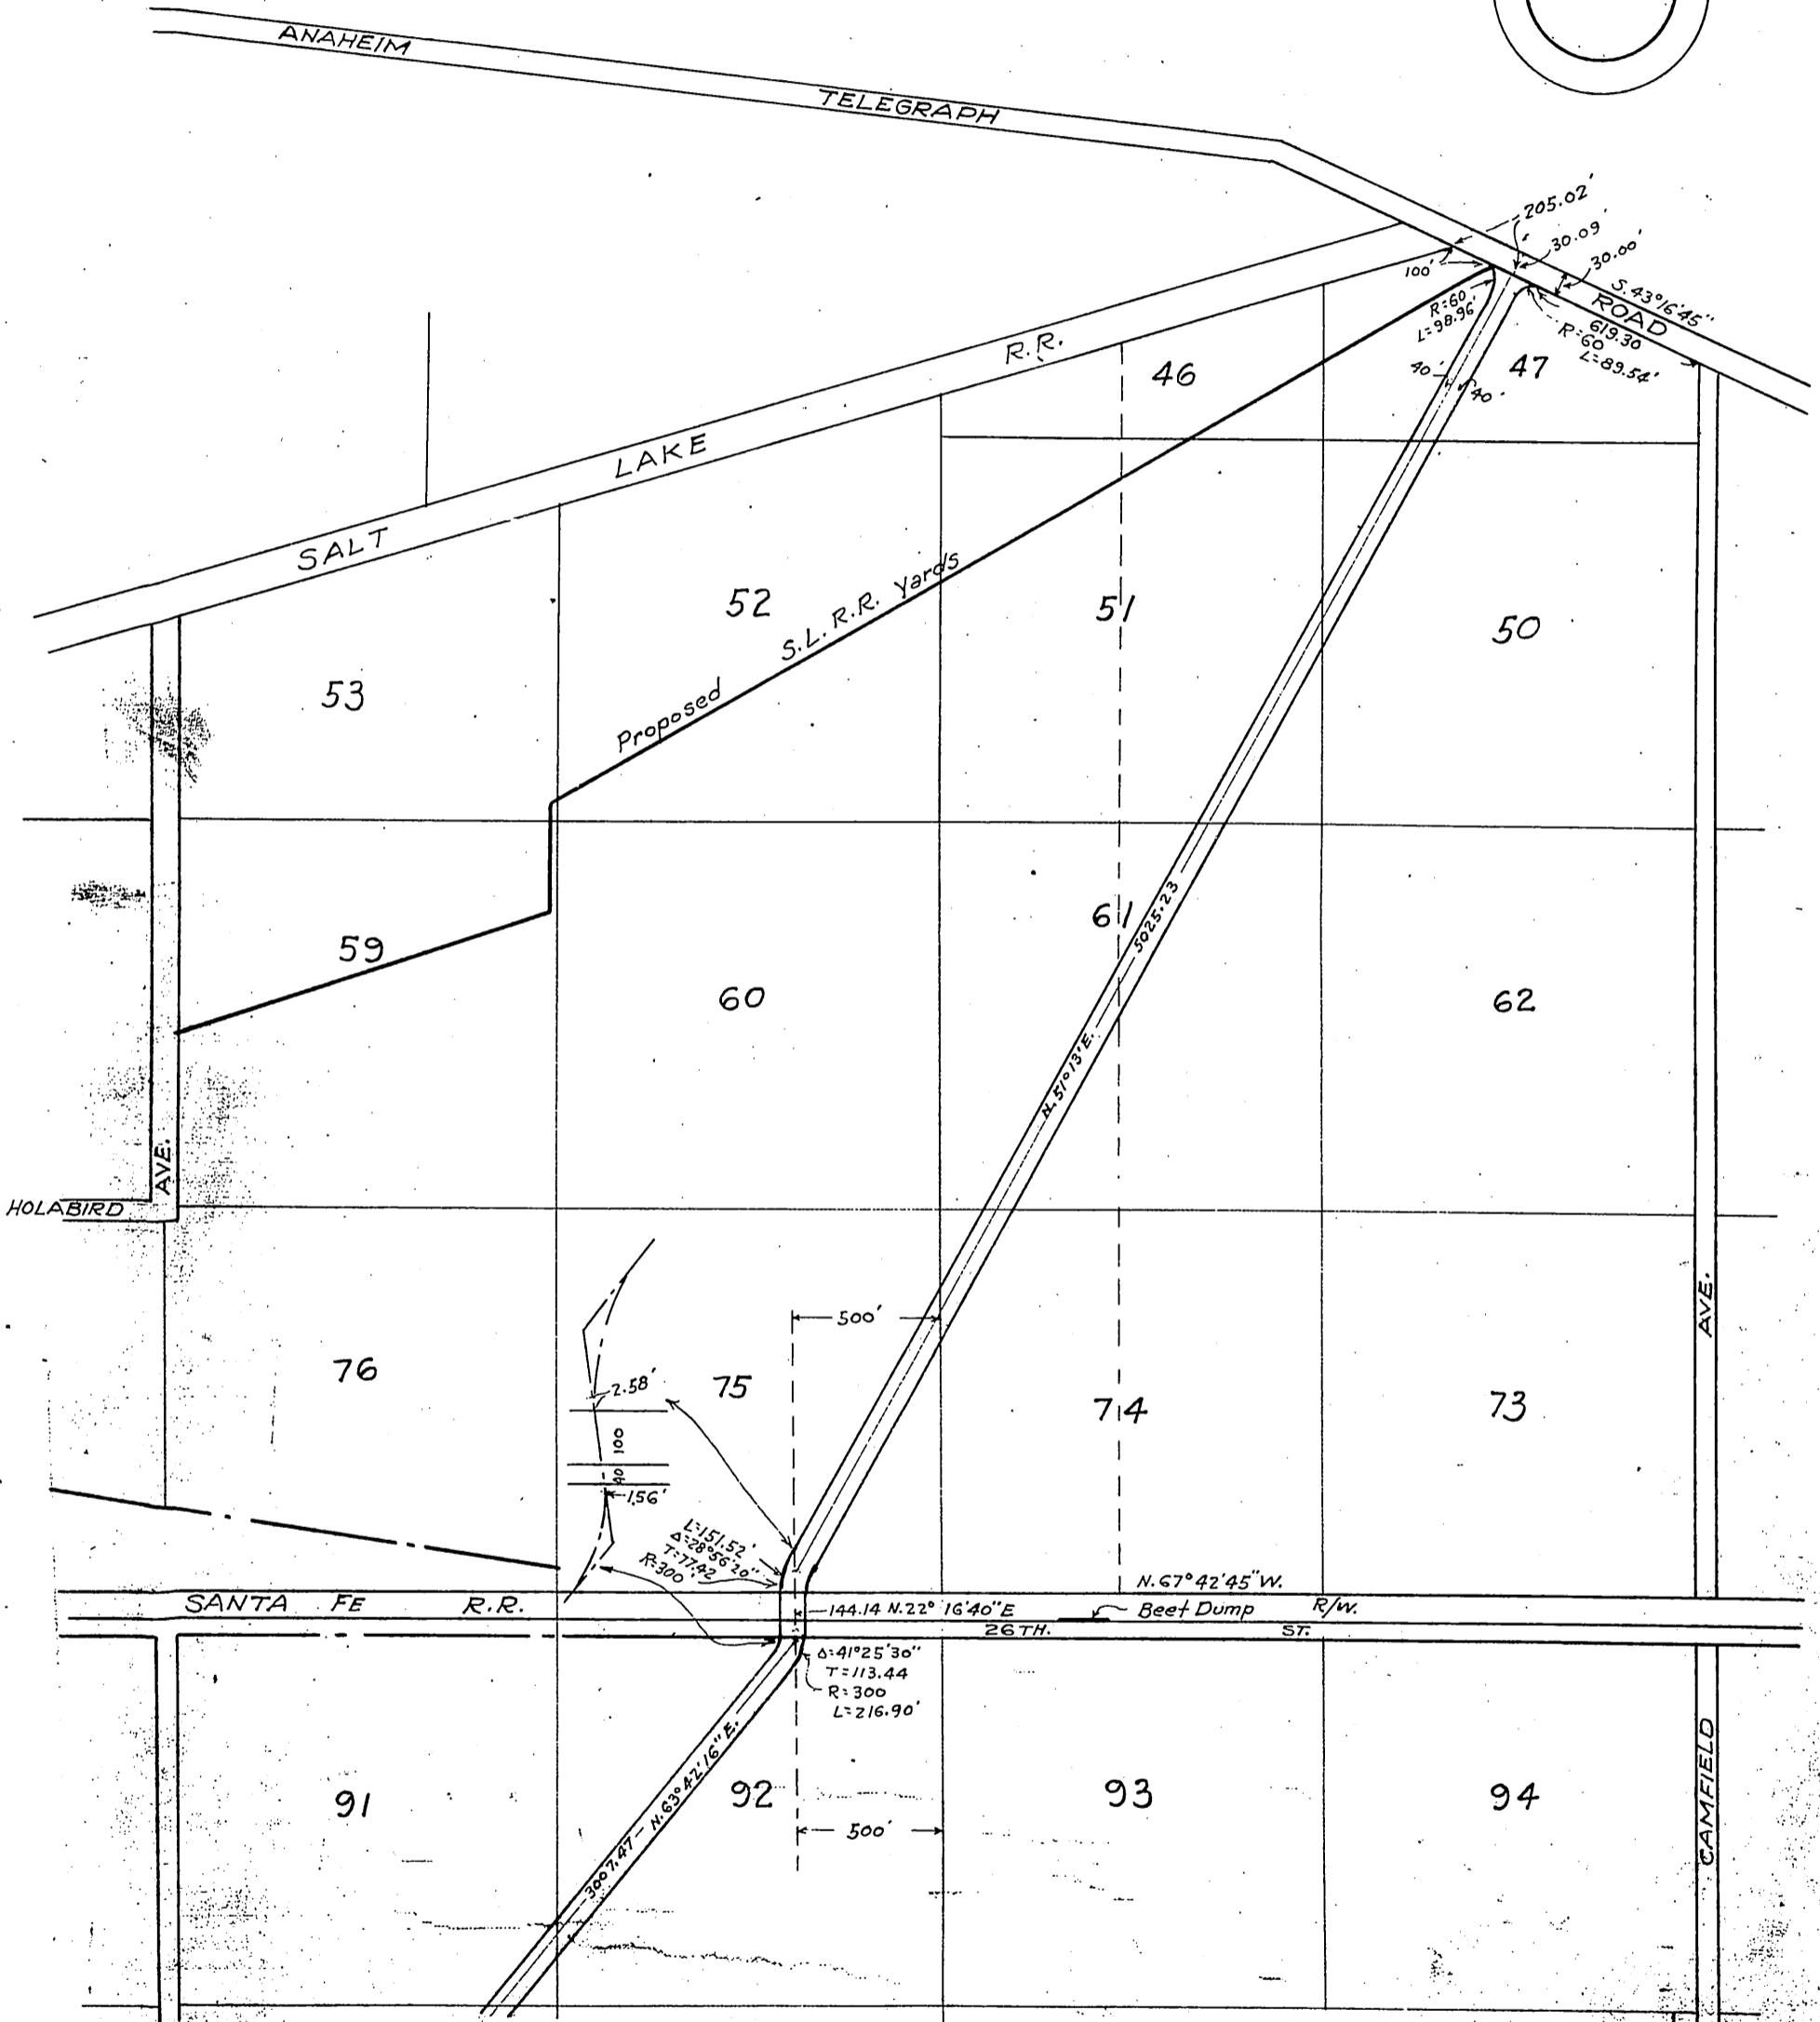 ANAHEIM
TELEGRAPH
ROAD
205.02'
30.09'
30.00'
S. 43°16'45"
619.30
R=60
L=89.54'
100'
R=60
L=98.96'
40'
40'
46
47
R.R.
LAKE
SALT
53
52
51
50
Proposed S.L. R.R. Yards
59
60
61
62
5025.23
N. 51° 13' E.
AVE.
HOLABIRD
500'
76
75
74
73
AVE.
2.58'
100
40
1.56'
L=151.52'
Δ=28°56'20"
T=77.42
R=300'
N. 67° 42' 45" W.
SANTA FE R.R.
144.14 N. 22° 16' 40" E
Beet Dump
R/W.
26TH. ST.
Δ=41°25'30"
T=113.44
R=300
L=216.90'
3007.47 – N. 63° 42' 16" E.
91
92
93
94
500'
CAMFIELD